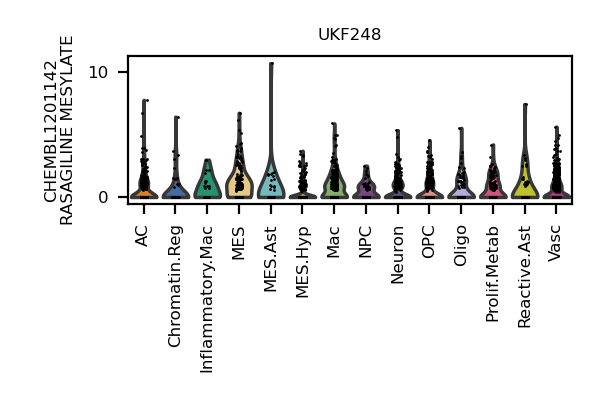 UKF248
CHEMBL1201142
RASAGILINE MESYLATE
10
0
AC
Chromatin.Reg
Inflammatory.Mac
MES
MES.Ast
MES.Hyp
Mac
NPC
Neuron
OPC
Oligo
Prolif.Metab
Reactive.Ast
Vasc